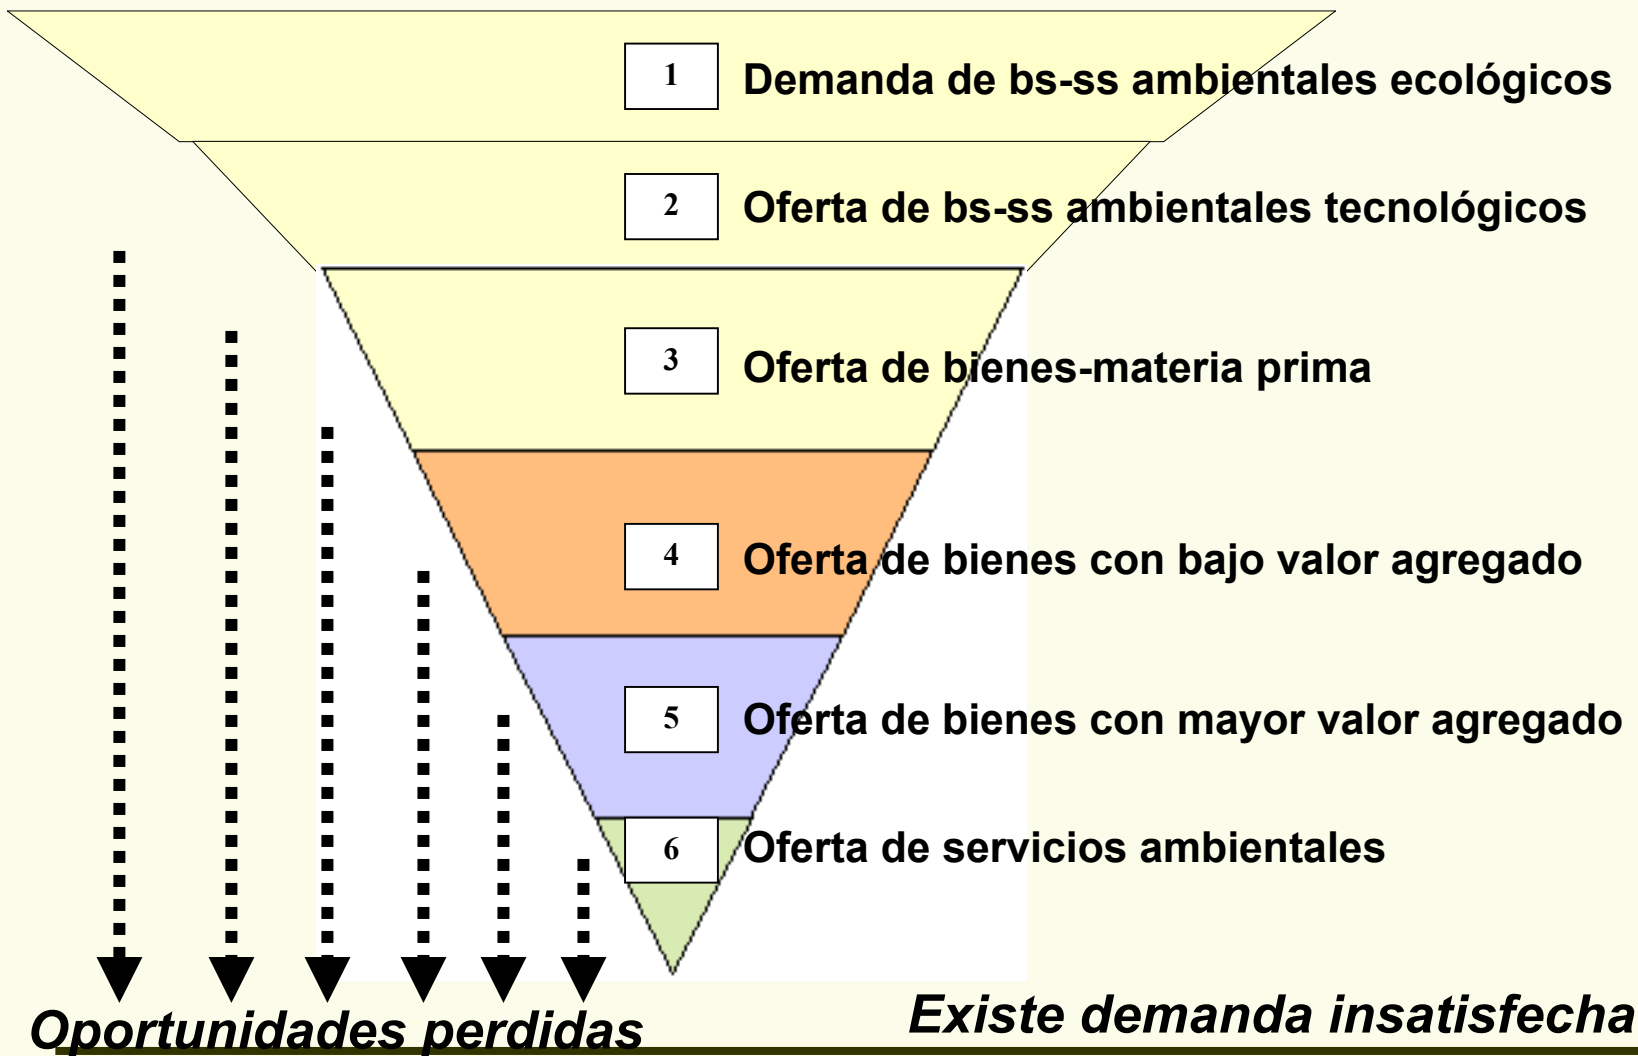 1 Demanda de bs-ss ambientales ecológicos
2 Oferta de bs-ss ambientales tecnológicos
3 Oferta de bienes-materia prima
4 Oferta de bienes con bajo valor agregado
5 Oferta de bienes con mayor valor agregado
6 Oferta de servicios ambientales
Oportunidades perdidas
Existe demanda insatisfecha